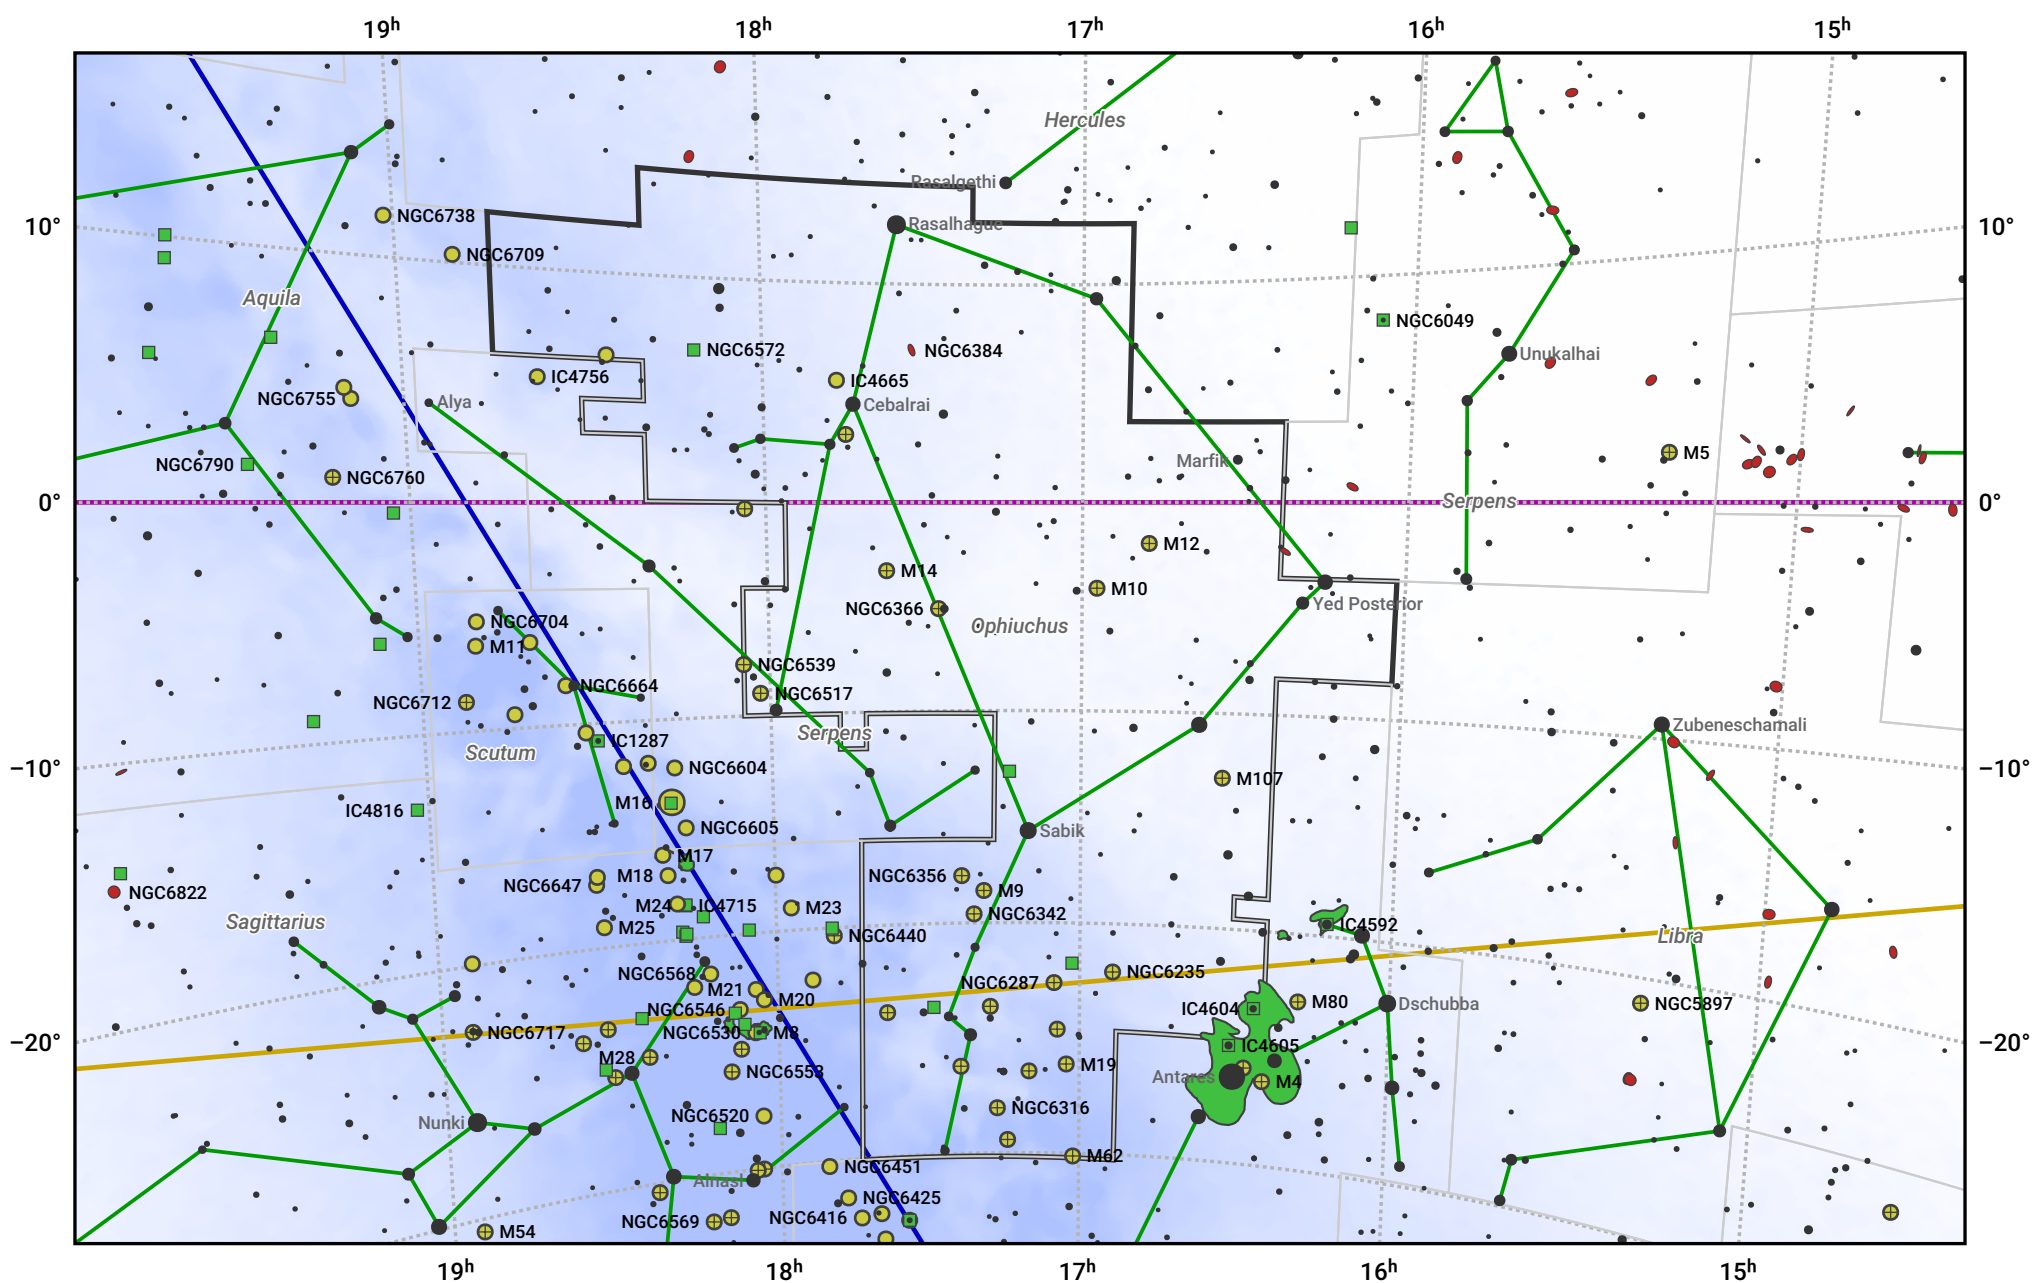 19h 18h 17h 16h 15h
Hercules
Rasalgethi
NGC6738
10° Rasalhague 10°
NGC6709
Aquila
NGC6049
NGC6572 NGC6384 Unukalhai
IC4756 IC4665
NGC6755 Alya Cebalrai
M5
NGC6790 Marfik
NGC6760
0° Serpens 0°
M12
M14
M10
NGC6366 Yed Posterior
NGC6704 Ophiuchus
M11
NGC6539
NGC6664 NGC6517
NGC6712
Zubeneschamali
Serpens
IC1287
Scutum
−10° NGC6604 −10°
M107
M16
IC4816
NGC6605 Sabik
M17
M18 NGC6356
NGC6647 M9
NGC6822
M24 IC4715 M23 NGC6342
Sagittarius M25 IC4592
NGC6440 Libra
NGC6568 NGC6235
M21 NGC6287
M20 M80 Dschubba NGC5897
NGC6546 IC4604
NGC6717 NGC6530 M8
−20° IC4605 −20°
M28 M19
NGC6553 Antares M4
NGC6520 NGC6316
Nunki
M62
NGC6451
Alnasl
NGC6425
NGC6569 NGC6416
M54
19h 18h 17h 16h 15h